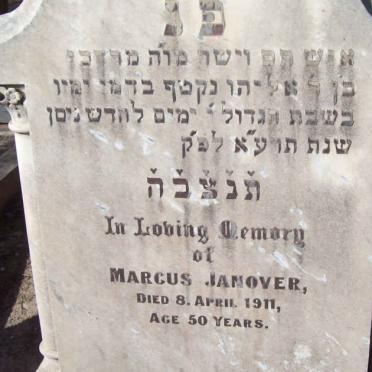 פ נ
איש תם וישר מו״ה מרדכי
בן ר׳ אליהו נקטף בדמי ימיו
בשבת הגדול י׳ ימים לחדש ניסן
שנת תרע״א לפ״ק
תנצבה
In Loving Memory
of
MARCUS JANOVER,
DIED 8. APRIL. 1911,
AGE 50 YEARS.